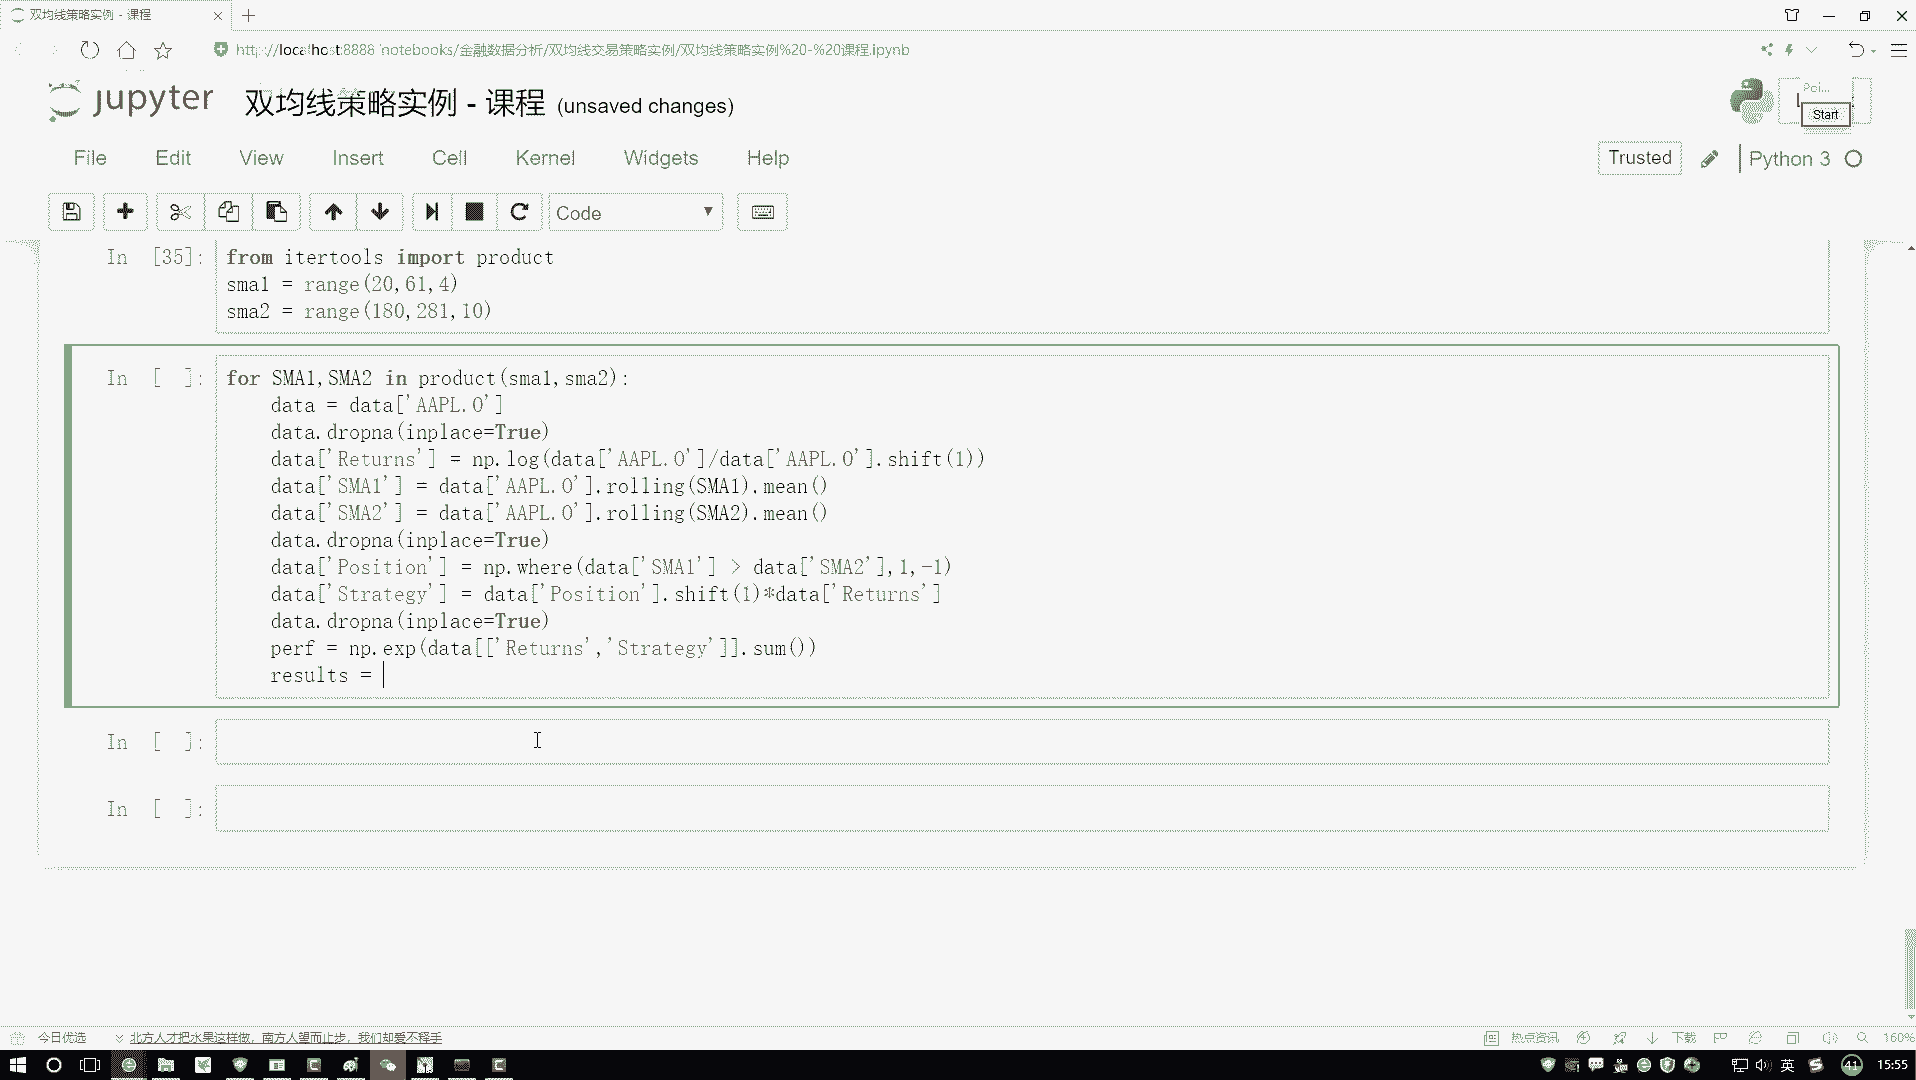 双均线策略实例 - 课程
http://localhost:8888/notebooks/金融数据分析/双均线交易策略实例/双均线策略实例%20-%20课程.ipynb
jupyter 双均线策略实例 - 课程 (unsaved changes)
Poi...
Start
File Edit View Insert Cell Kernel Widgets Help
Trusted Python 3
Code
In [35]: from itertools import product
sma1 = range(20,61,4)
sma2 = range(180,281,10)
In [ ]: for SMA1,SMA2 in product(sma1,sma2):
data = data['AAPL.O']
data.dropna(inplace=True)
data['Returns'] = np.log(data['AAPL.O']/data['AAPL.O'].shift(1))
data['SMA1'] = data['AAPL.O'].rolling(SMA1).mean()
data['SMA2'] = data['AAPL.O'].rolling(SMA2).mean()
data.dropna(inplace=True)
data['Position'] = np.where(data['SMA1'] > data['SMA2'],1,-1)
data['Strategy'] = data['Position'].shift(1)*data['Returns']
data.dropna(inplace=True)
perf = np.exp(data[['Returns','Strategy']].sum())
results =
In [ ]:
In [ ]:
今日优选 北方人才把水果这样做，南方人望而止步，我们却爱不释手
热点资讯 下载 160%
英 41 15:55